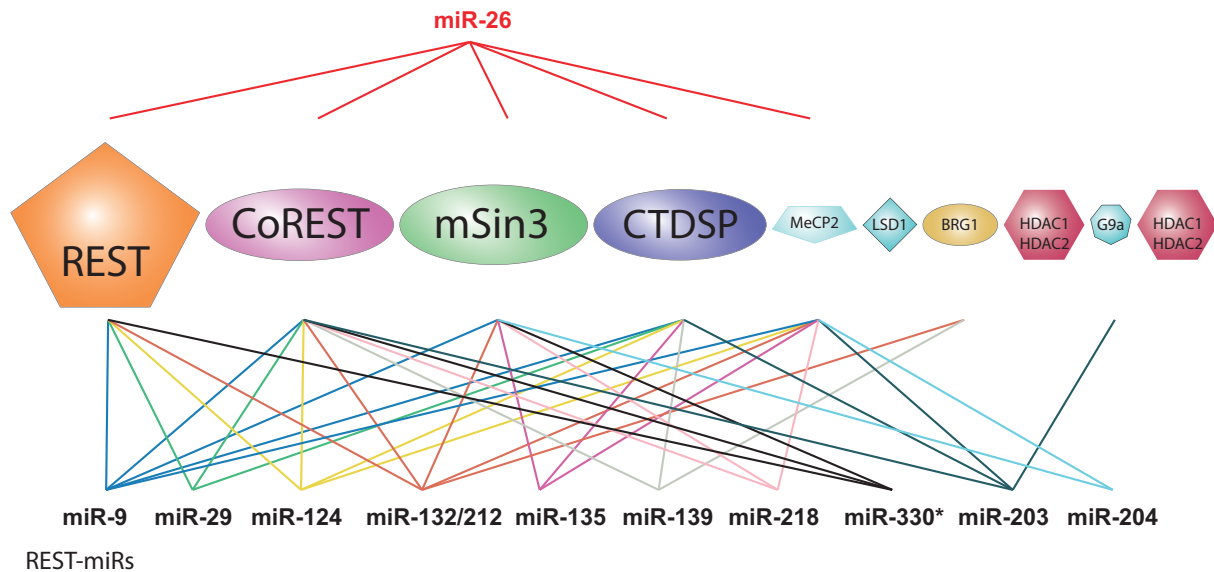 miR-26
REST
CoREST
mSin3
CTDSP
MeCP2
LSD1
BRG1
HDAC1
HDAC2
G9a
HDAC1
HDAC2
miR-9 miR-29 miR-124 miR-132/212 miR-135 miR-139 miR-218 miR-330* miR-203 miR-204
REST-miRs